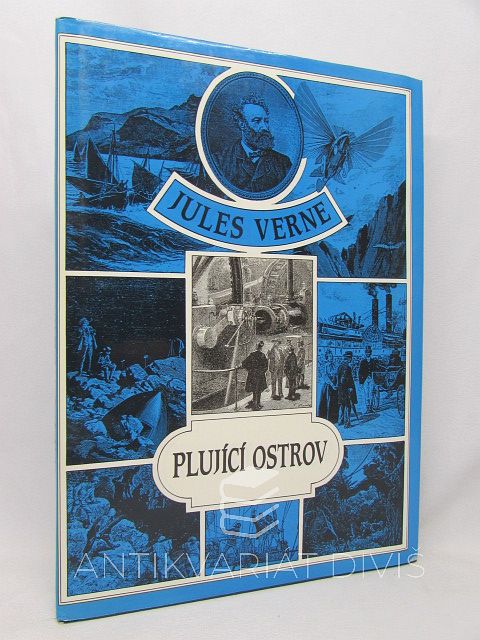 JULES VERNE
PLUJÍCÍ OSTROV
ANTIKVARIÁT DIVIŠ